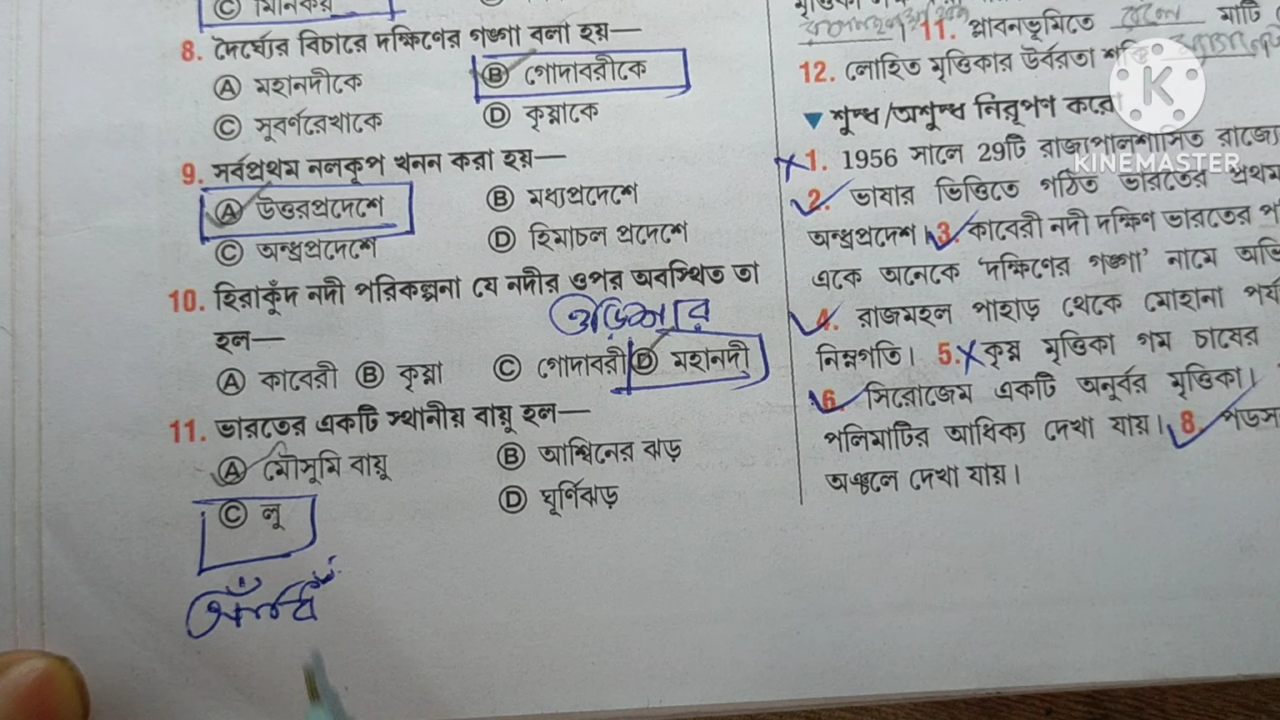 Ⓒ মিনিকয়
8. দৈর্ঘ্যের বিচারে দক্ষিণের গঙ্গা বলা হয়—
Ⓐ মহানদীকে Ⓑ গোদাবরীকে
Ⓒ সুবর্ণরেখাকে Ⓓ কৃষ্ণাকে
9. সর্বপ্রথম নলকূপ খনন করা হয়—
Ⓐ উত্তরপ্রদেশে Ⓑ মধ্যপ্রদেশে
Ⓒ অন্ধ্রপ্রদেশে Ⓓ হিমাচল প্রদেশে
10. হিরাকুঁদ নদী পরিকল্পনা যে নদীর ওপর অবস্থিত তা
হল— ওড়িশার
Ⓐ কাবেরী Ⓑ কৃষ্ণা Ⓒ গোদাবরী Ⓓ মহানদী
11. ভারতের একটি স্থানীয় বায়ু হল—
Ⓐ মৌসুমি বায়ু Ⓑ আশ্বিনের ঝড়
Ⓒ লু Ⓓ ঘূর্ণিঝড়
আঁধি
11. প্লাবনভূমিতে মাটি
12. লোহিত মৃত্তিকার উর্বরতা
▼ শুদ্ধ/অশুদ্ধ নিরূপণ করো
1. 1956 সালে 29টি রাজ্যপালশাসিত রাজ্যে
2. ভাষার ভিত্তিতে গঠিত ভারতের প্রথম
অন্ধ্রপ্রদেশ। 3. কাবেরী নদী দক্ষিণ ভারতের
একে অনেকে 'দক্ষিণের গঙ্গা' নামে
4. রাজমহল পাহাড় থেকে মোহানা
নিম্নগতি। 5. কৃষ্ণ মৃত্তিকা গম চাষের
6. সিরোজেম একটি অনুর্বর মৃত্তিকা।
পলিমাটির আধিক্য দেখা যায়। 8. পডস
অঞ্চলে দেখা যায়।
K
KINEMASTER